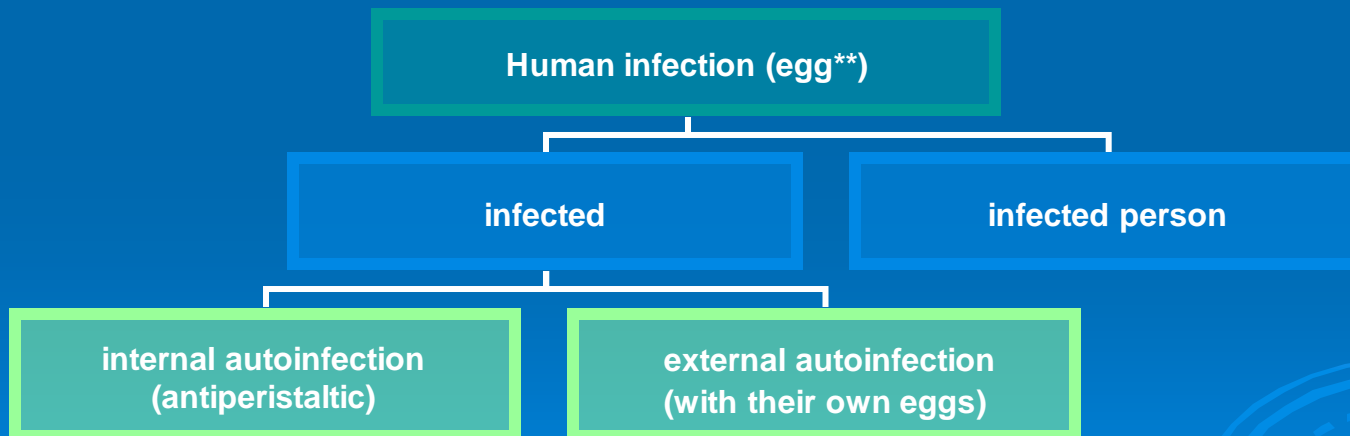 Human infection (egg**)
infected
infected person
internal autoinfection
(antiperistaltic)
external autoinfection
(with their own eggs)